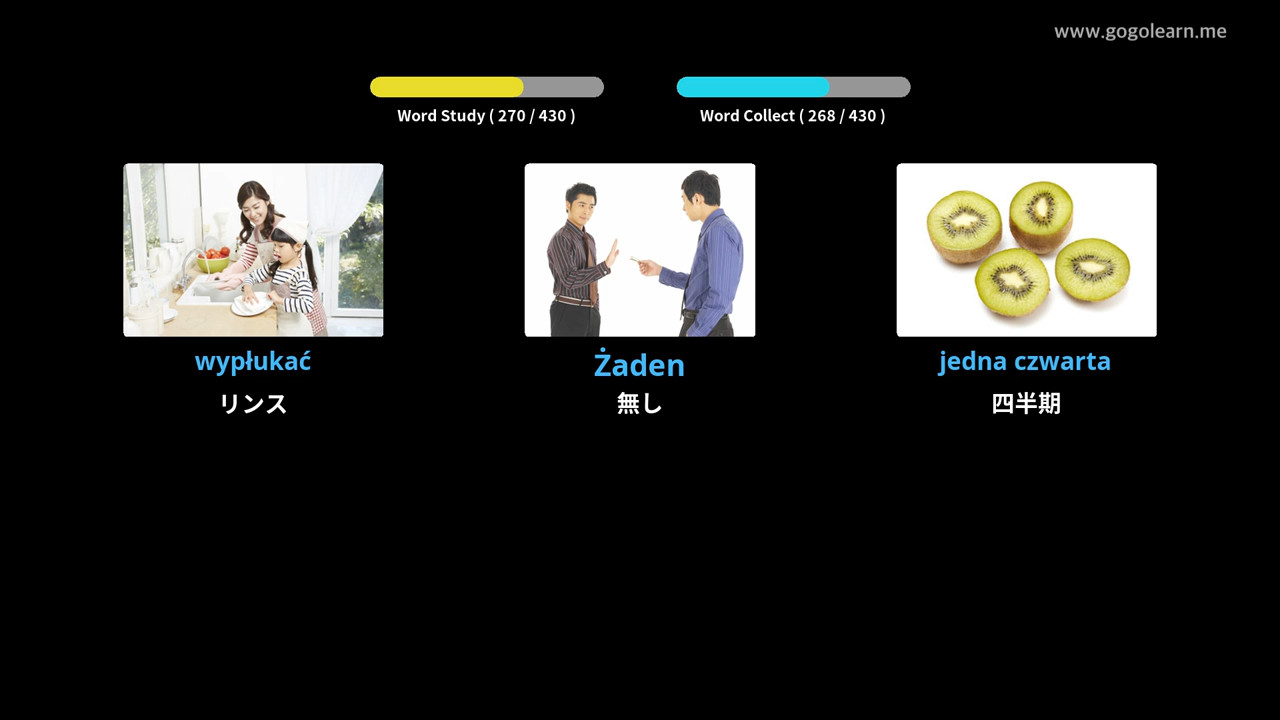 www.gogolearn.me
Word Study ( 270 / 430 )
Word Collect ( 268 / 430 )
wypłukać
リンス
Żaden
無し
jedna czwarta
四半期